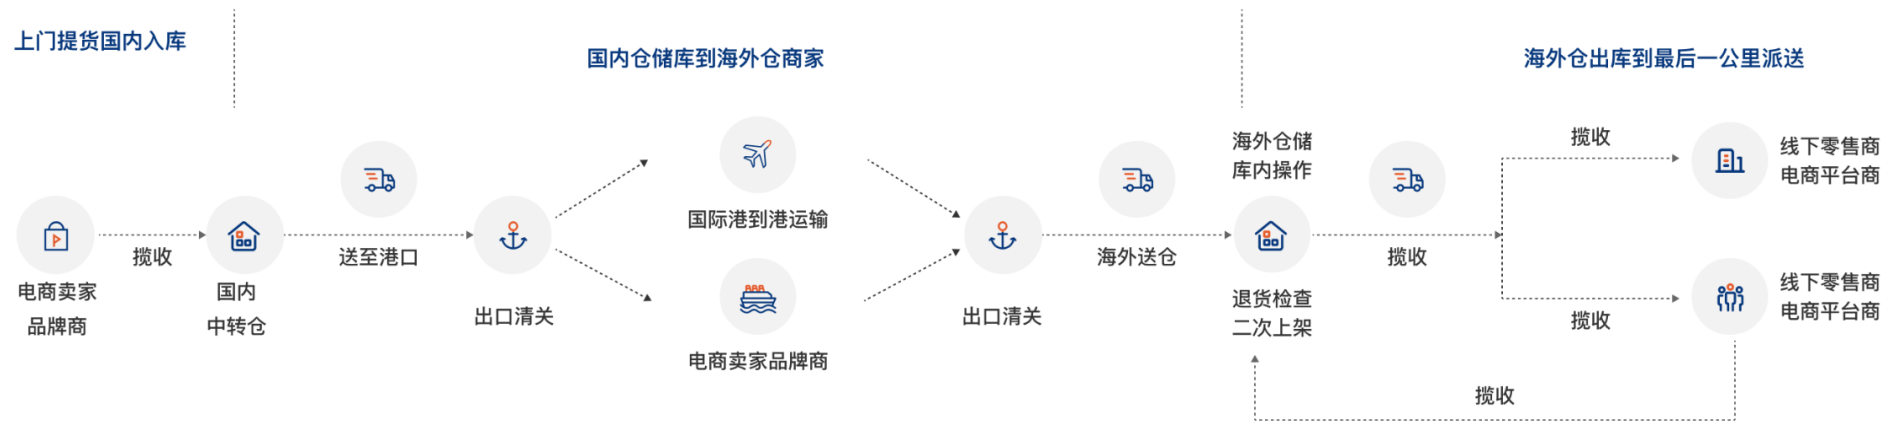 上门提货国内入库
国内仓储库到海外仓商家
海外仓出库到最后一公里派送
电商卖家
品牌商
揽收
国内
中转仓
送至港口
出口清关
国际港到港运输
电商卖家品牌商
出口清关
海外送仓
海外仓储
库内操作
退货检查
二次上架
揽收
揽收
线下零售商
电商平台商
揽收
线下零售商
电商平台商
揽收